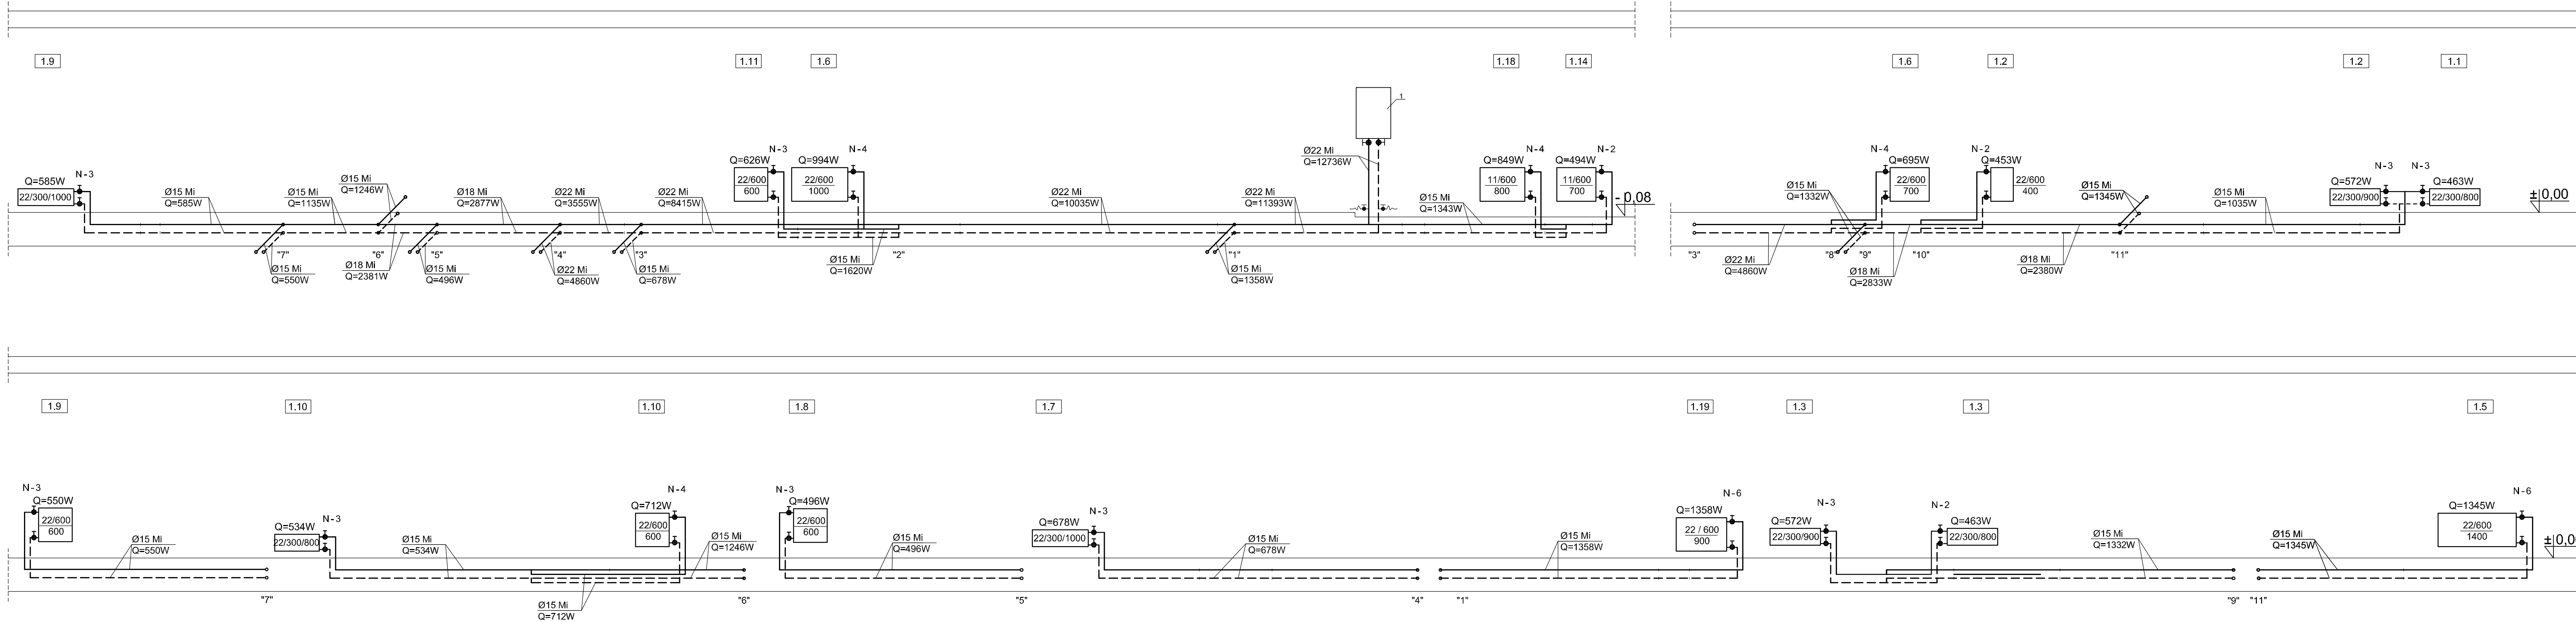 1.9
1.11
1.6
1.18
1.14
1.6
1.2
1.2
1.1
1
N-3
Q=585W
22/300/1000
Ø15 Mi
Q=585W
Ø15 Mi
Q=1135W
Ø15 Mi
Q=1246W
Ø18 Mi
Q=2877W
Ø22 Mi
Q=3555W
Ø22 Mi
Q=8415W
N-3
Q=626W
22/600
600
N-4
Q=994W
22/600
1000
Ø22 Mi
Q=10035W
Ø22 Mi
Q=11393W
Ø22 Mi
Q=12736W
Ø15 Mi
Q=1343W
N-4
Q=849W
11/600
800
N-2
Q=494W
11/600
700
- 0,08
"7"
Ø15 Mi
Q=550W
"6"
Ø18 Mi
Q=2381W
"5"
Ø15 Mi
Q=496W
"4"
Ø22 Mi
Q=4860W
"3"
Ø15 Mi
Q=678W
Ø15 Mi
Q=1620W
"2"
"1"
Ø15 Mi
Q=1358W
Ø15 Mi
Q=1332W
N-4
Q=695W
22/600
700
N-2
Q=453W
22/600
400
Ø15 Mi
Q=1345W
Ø15 Mi
Q=1035W
N-3
Q=572W
22/300/900
N-3
Q=463W
22/300/800
±0,00
"3"
Ø22 Mi
Q=4860W
"8"
"9"
Ø18 Mi
Q=2833W
"10"
Ø18 Mi
Q=2380W
"11"
1.9
1.10
1.10
1.8
1.7
1.19
1.3
1.3
1.5
N-3
Q=550W
22/600
600
Ø15 Mi
Q=550W
"7"
N-3
Q=534W
22/300/800
Ø15 Mi
Q=534W
N-4
Q=712W
22/600
600
Ø15 Mi
Q=1246W
Ø15 Mi
Q=712W
"6"
N-3
Q=496W
22/600
600
Ø15 Mi
Q=496W
"5"
N-3
Q=678W
22/300/1000
Ø15 Mi
Q=678W
"4"
"1"
Ø15 Mi
Q=1358W
N-6
Q=1358W
22 / 600
900
N-3
Q=572W
22/300/900
N-2
Q=463W
22/300/800
Ø15 Mi
Q=1332W
"9"
"11"
Ø15 Mi
Q=1345W
N-6
Q=1345W
22/600
1400
±0,0